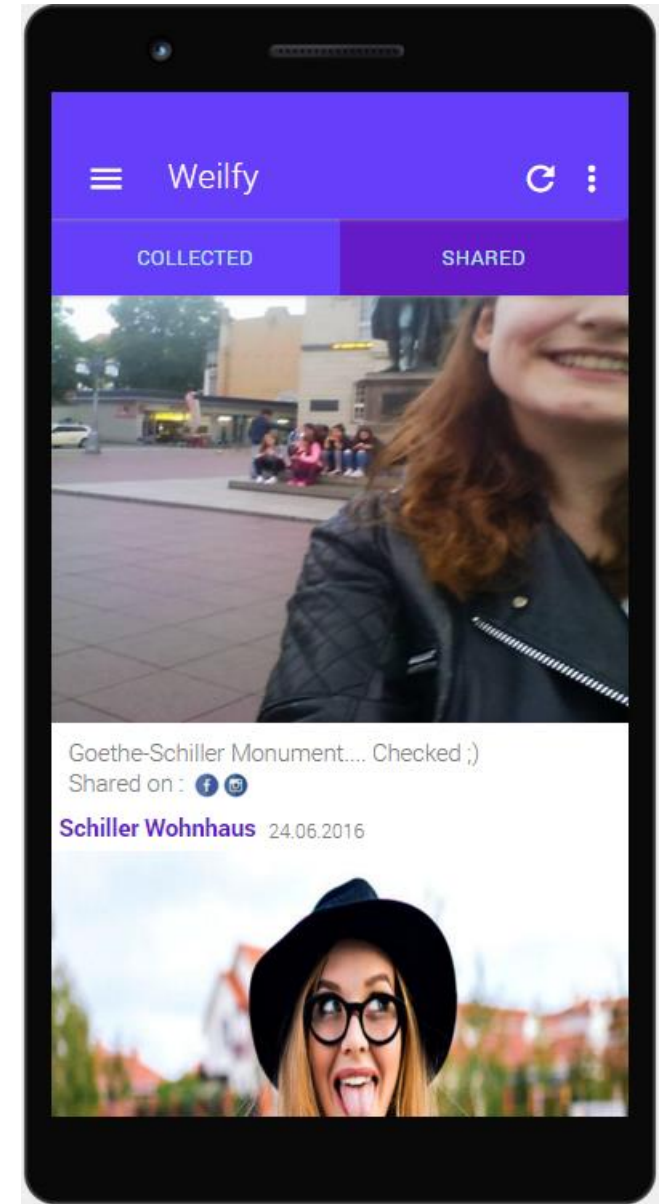 Weilfy
COLLECTED SHARED
Goethe-Schiller Monument.... Checked ;)
Shared on :
Schiller Wohnhaus 24.06.2016